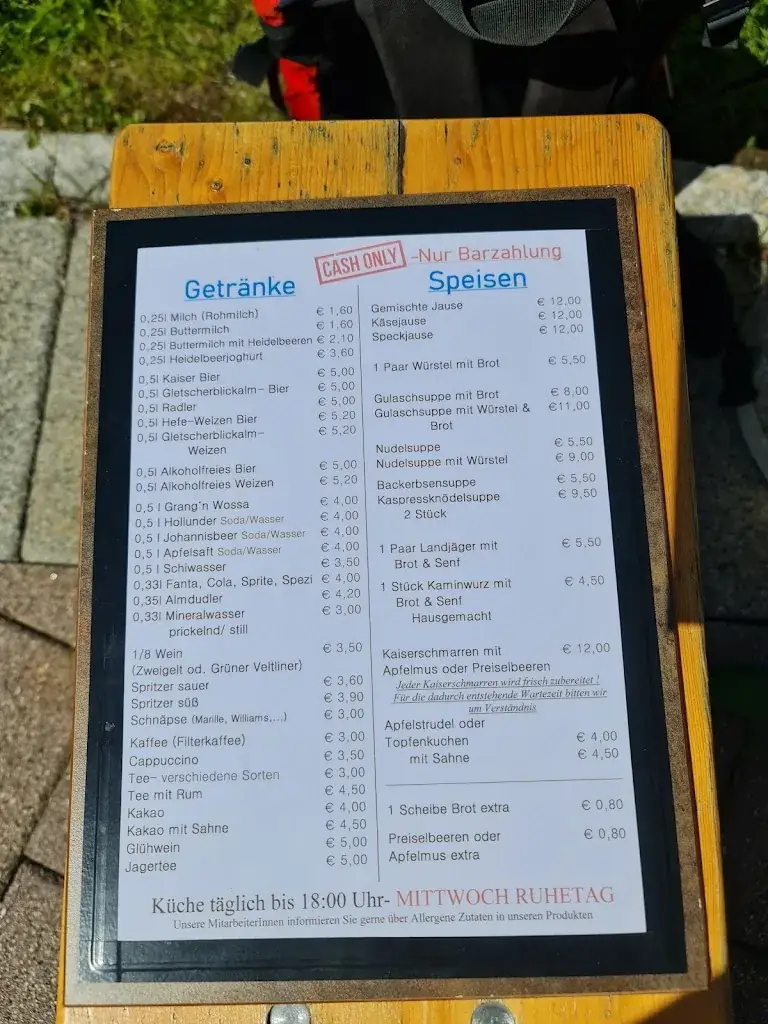 CASH ONLY -Nur Barzahlung
Getränke
0,25l Milch (Rohmilch) € 1,60
0,25l Buttermilch € 1,60
0,25l Buttermilch mit Heidelbeeren € 2,10
0,25l Heidelbeerjoghurt € 3,60
0,5l Kaiser Bier € 5,00
0,5l Gletscherblickalm- Bier € 5,00
0,5l Radler € 5,00
0,5l Hefe-Weizen Bier € 5,20
0,5l Gletscherblickalm- € 5,20
Weizen
0,5l Alkoholfreies Bier € 5,00
0,5l Alkoholfreies Weizen € 5,20
0,5 l Grang´n Wossa € 4,00
0,5 l Hollunder Soda/Wasser € 4,00
0,5 l Johannisbeer Soda/Wasser € 4,00
0,5 l Apfelsaft Soda/Wasser € 4,00
0,5 l Schiwasser € 3,50
0,33l Fanta, Cola, Sprite, Spezi € 4,00
0,35l Almdudler € 4,20
0,33l Mineralwasser € 3,00
prickelnd/ still
1/8 Wein € 3,50
(Zweigelt od. Grüner Veltliner)
Spritzer sauer € 3,60
Spritzer süß € 3,90
Schnäpse (Marille, Williams,...) € 3,00
Kaffee (Filterkaffee) € 3,00
Cappuccino € 3,50
Tee- verschiedene Sorten € 3,00
Tee mit Rum € 4,50
Kakao € 4,00
Kakao mit Sahne € 4,50
Glühwein € 5,00
Jagertee € 5,00
Speisen
Gemischte Jause € 12,00
Käsejause € 12,00
Speckjause € 12,00
1 Paar Würstel mit Brot € 5,50
Gulaschsuppe mit Brot € 8,00
Gulaschsuppe mit Würstel & €11,00
Brot
Nudelsuppe € 5,50
Nudelsuppe mit Würstel € 9,00
Backerbsensuppe € 5,50
Kaspressknödelsuppe € 9,50
2 Stück
1 Paar Landjäger mit € 5,50
Brot & Senf
1 Stück Kaminwurz mit € 4,50
Brot & Senf
Hausgemacht
Kaiserschmarren mit € 12,00
Apfelmus oder Preiselbeeren
Jeder Kaiserschmarren wird frisch zubereitet !
Für die dadurch entstehende Wartezeit bitten wir
um Verständnis
Apfelstrudel oder
Topfenkuchen € 4,00
mit Sahne € 4,50
1 Scheibe Brot extra € 0,80
Preiselbeeren oder € 0,80
Apfelmus extra
Küche täglich bis 18:00 Uhr- MITTWOCH RUHETAG
Unsere MitarbeiterInnen informieren Sie gerne über Allergene Zutaten in unseren Produkten